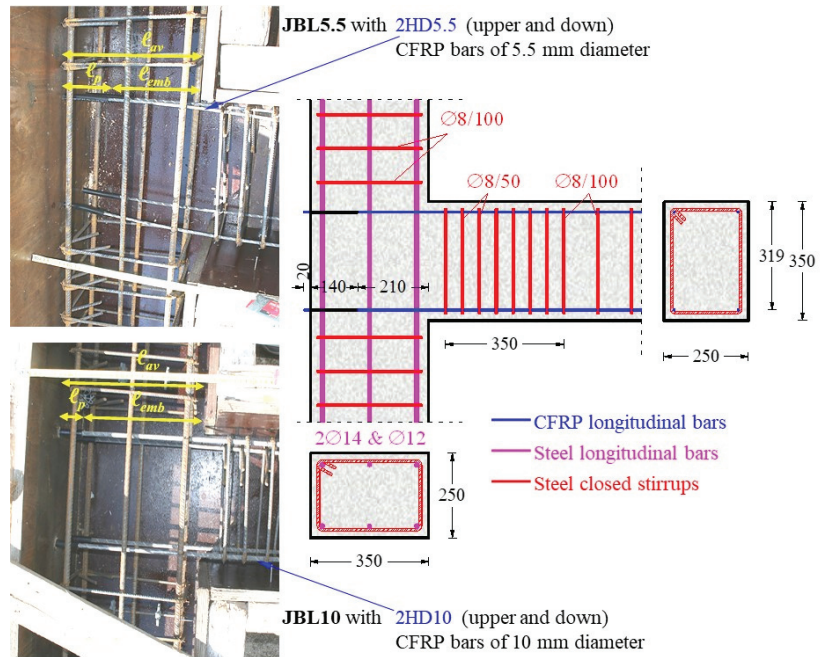 JBL5.5 with 2HD5.5 (upper and down)
CFRP bars of 5.5 mm diameter
ℓav
ℓp
ℓemb
∅8/100
∅8/50
∅8/100
20
140
210
350
319
350
250
2∅14 & ∅12
CFRP longitudinal bars
Steel longitudinal bars
Steel closed stirrups
250
350
ℓav
ℓp
ℓemb
JBL10 with 2HD10 (upper and down)
CFRP bars of 10 mm diameter